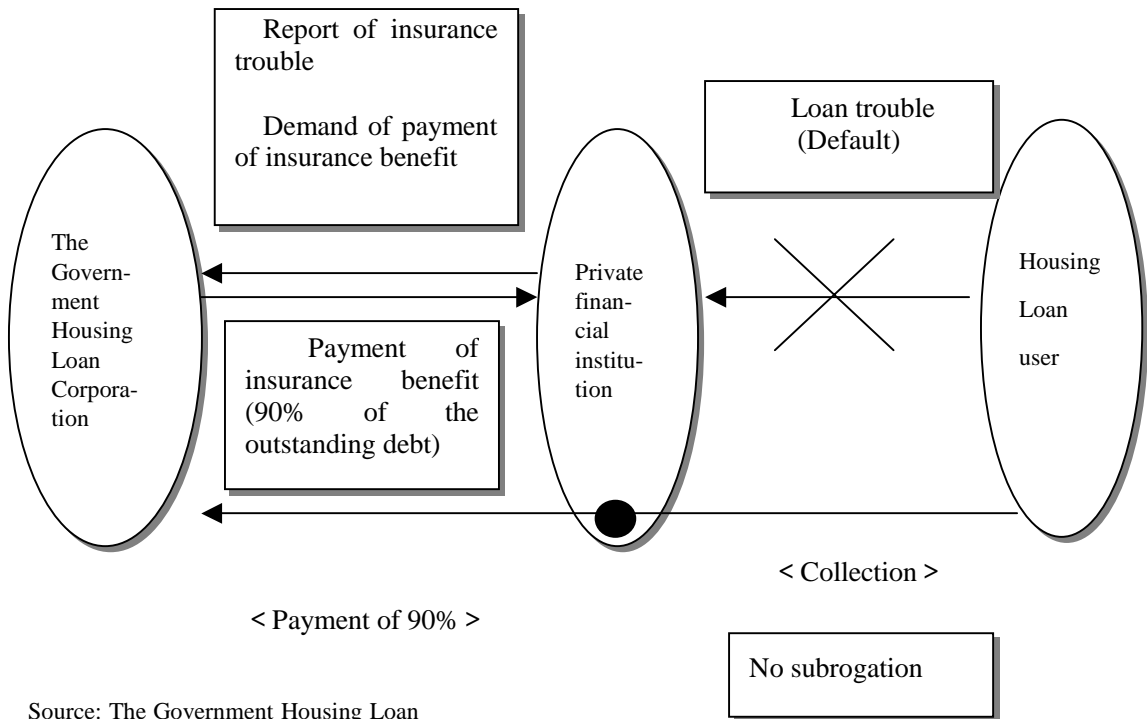 Report of insurance
trouble
Demand of payment
of insurance benefit
Loan trouble
(Default)
The
Govern-
ment
Housing
Loan
Corpora-
tion
Private
finan-
cial
institu-
tion
Housing
Loan
user
Payment of
insurance benefit
(90% of the
outstanding debt)
< Collection >
< Payment of 90% >
No subrogation
Source: The Government Housing Loan